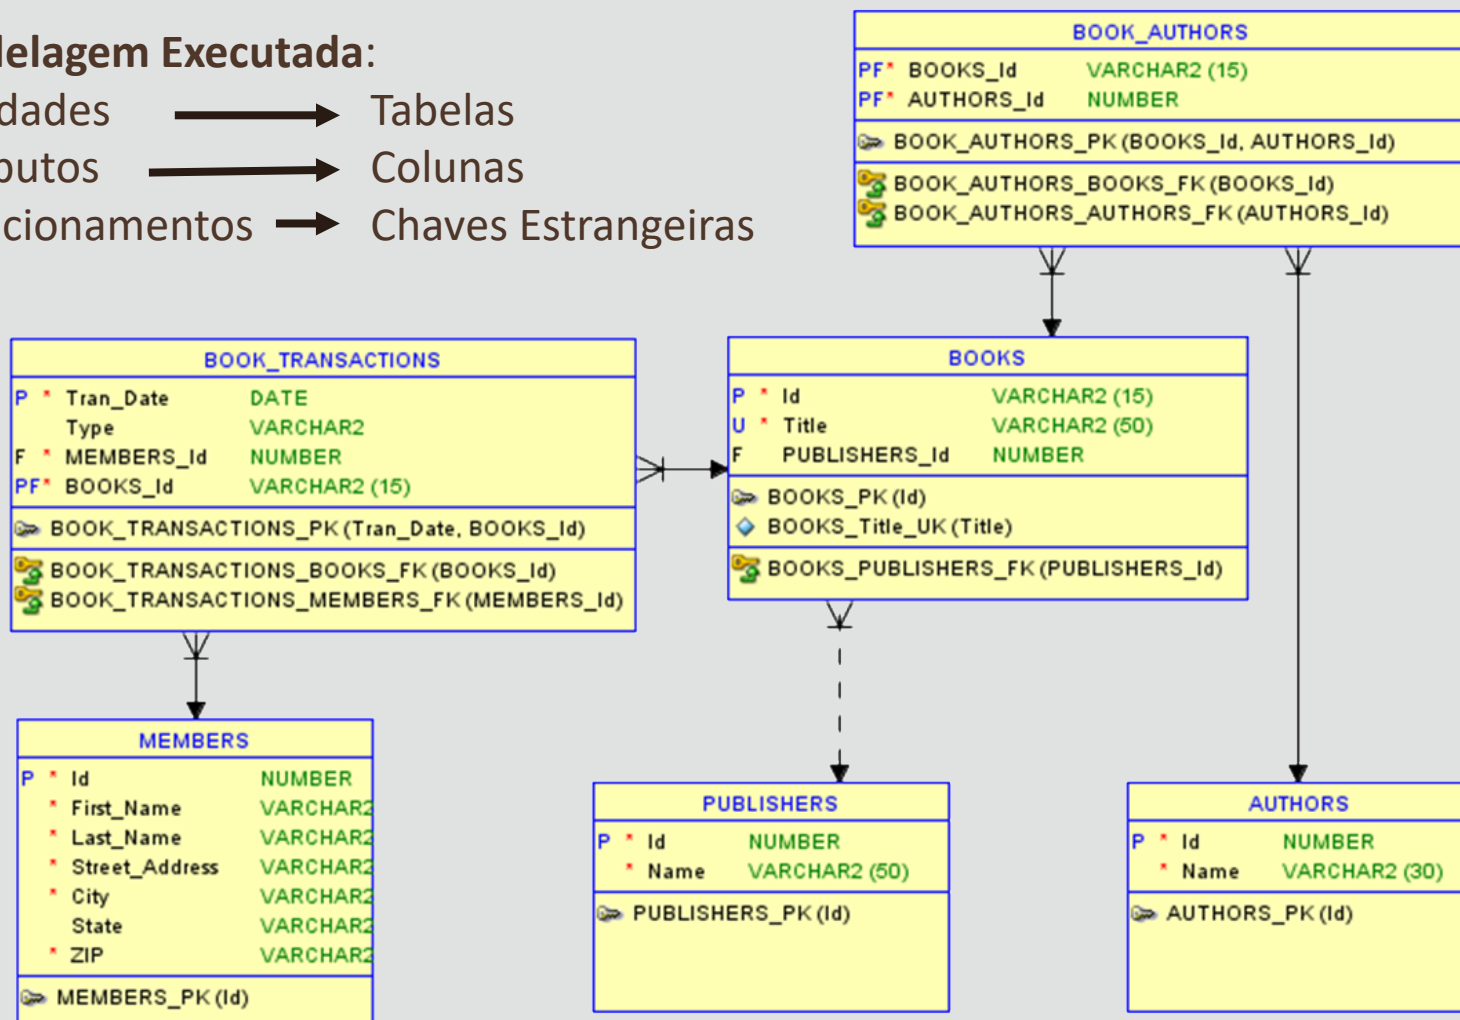 delagem Executada:
dades Tabelas
butos Colunas
cionamentos Chaves Estrangeiras
BOOK_AUTHORS
PF* BOOKS_Id VARCHAR2 (15)
PF* AUTHORS_Id NUMBER
BOOK_AUTHORS_PK (BOOKS_Id, AUTHORS_Id)
BOOK_AUTHORS_BOOKS_FK (BOOKS_Id)
BOOK_AUTHORS_AUTHORS_FK (AUTHORS_Id)
BOOK_TRANSACTIONS
P * Tran_Date DATE
Type VARCHAR2
F * MEMBERS_Id NUMBER
PF* BOOKS_Id VARCHAR2 (15)
BOOK_TRANSACTIONS_PK (Tran_Date, BOOKS_Id)
BOOK_TRANSACTIONS_BOOKS_FK (BOOKS_Id)
BOOK_TRANSACTIONS_MEMBERS_FK (MEMBERS_Id)
BOOKS
P * Id VARCHAR2 (15)
U * Title VARCHAR2 (50)
F PUBLISHERS_Id NUMBER
BOOKS_PK (Id)
BOOKS_Title_UK (Title)
BOOKS_PUBLISHERS_FK (PUBLISHERS_Id)
MEMBERS
P * Id NUMBER
* First_Name VARCHAR2
* Last_Name VARCHAR2
* Street_Address VARCHAR2
* City VARCHAR2
State VARCHAR2
* ZIP VARCHAR2
MEMBERS_PK (Id)
PUBLISHERS
P * Id NUMBER
* Name VARCHAR2 (50)
PUBLISHERS_PK (Id)
AUTHORS
P * Id NUMBER
* Name VARCHAR2 (30)
AUTHORS_PK (Id)